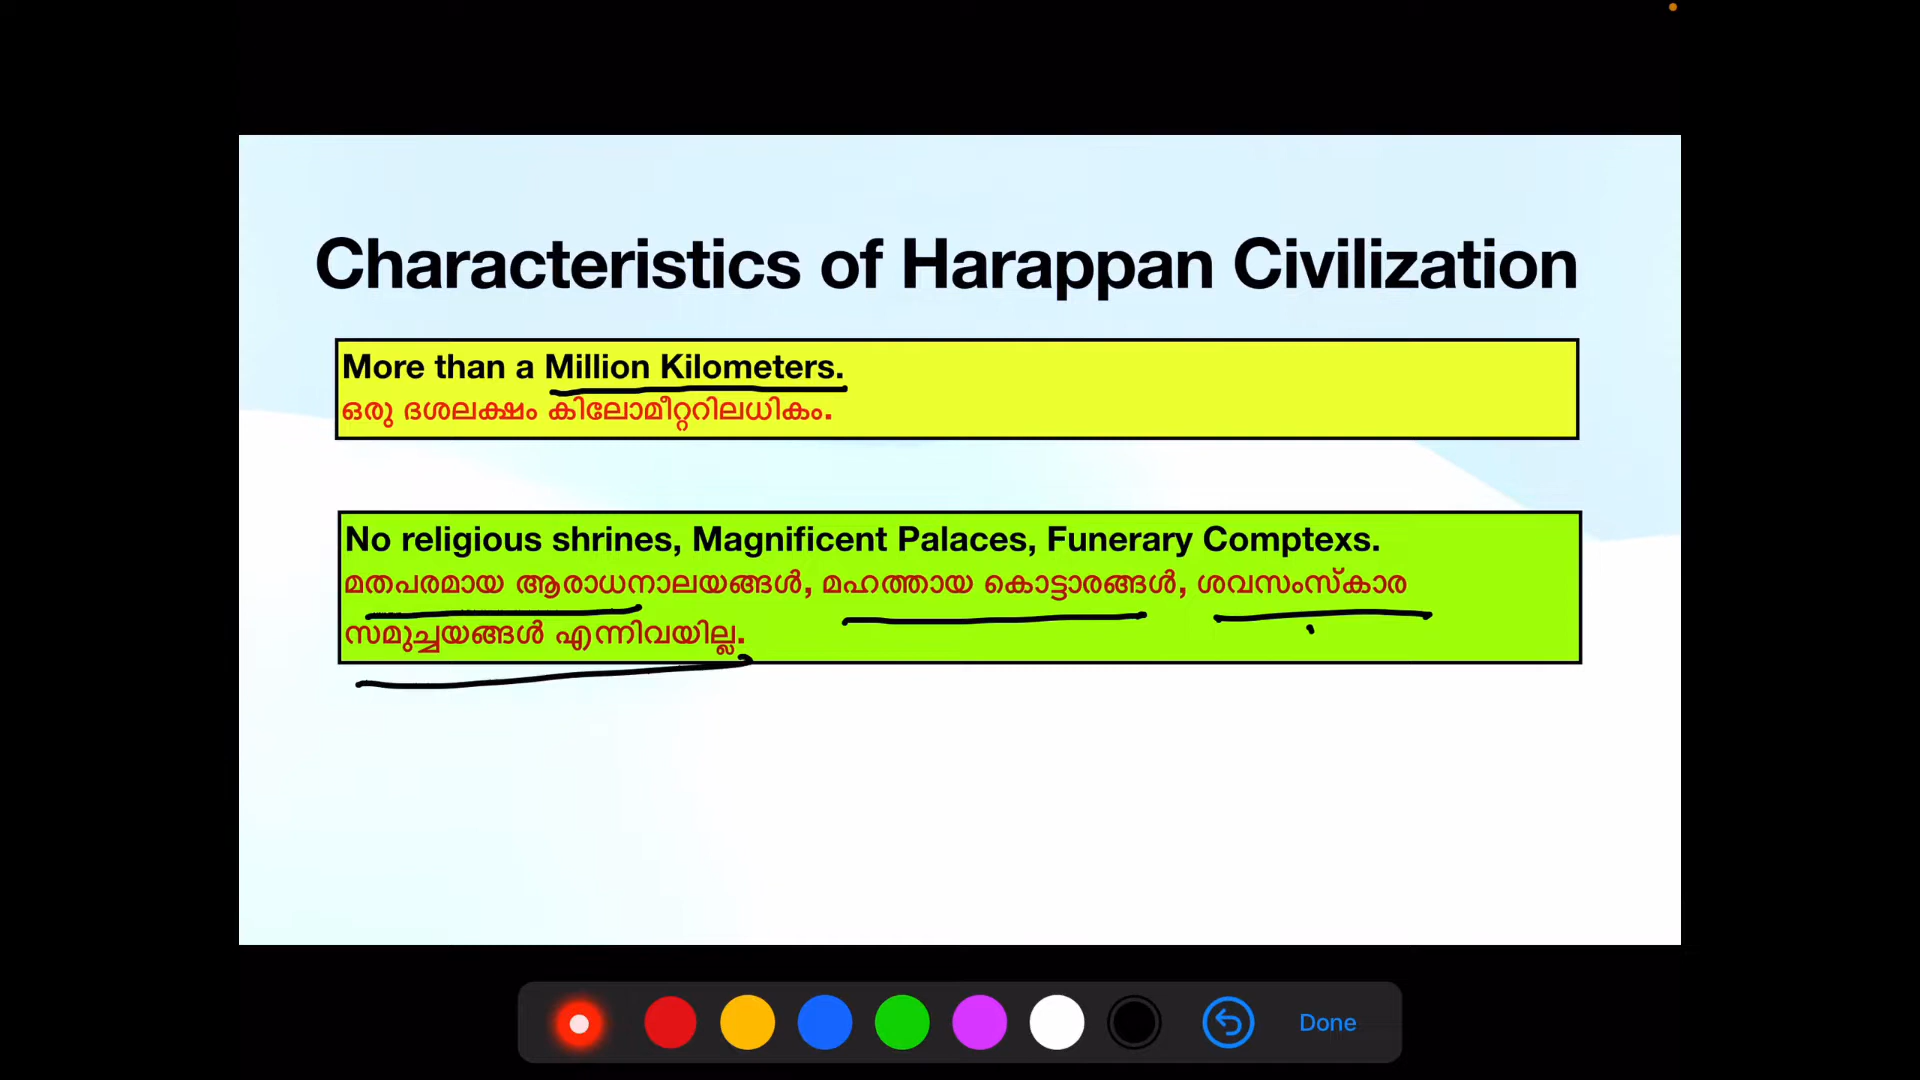 Characteristics of Harappan Civilization
More than a Million Kilometers.
ഒരു ദശലക്ഷം കിലോമീറ്ററിലധികം.
No religious shrines, Magnificent Palaces, Funerary Comptexs.
മതപരമായ ആരാധനാലയങ്ങൾ, മഹത്തായ കൊട്ടാരങ്ങൾ, ശവസംസ്കാര
സമുച്ചയങ്ങൾ എന്നിവയില്ല.
Done